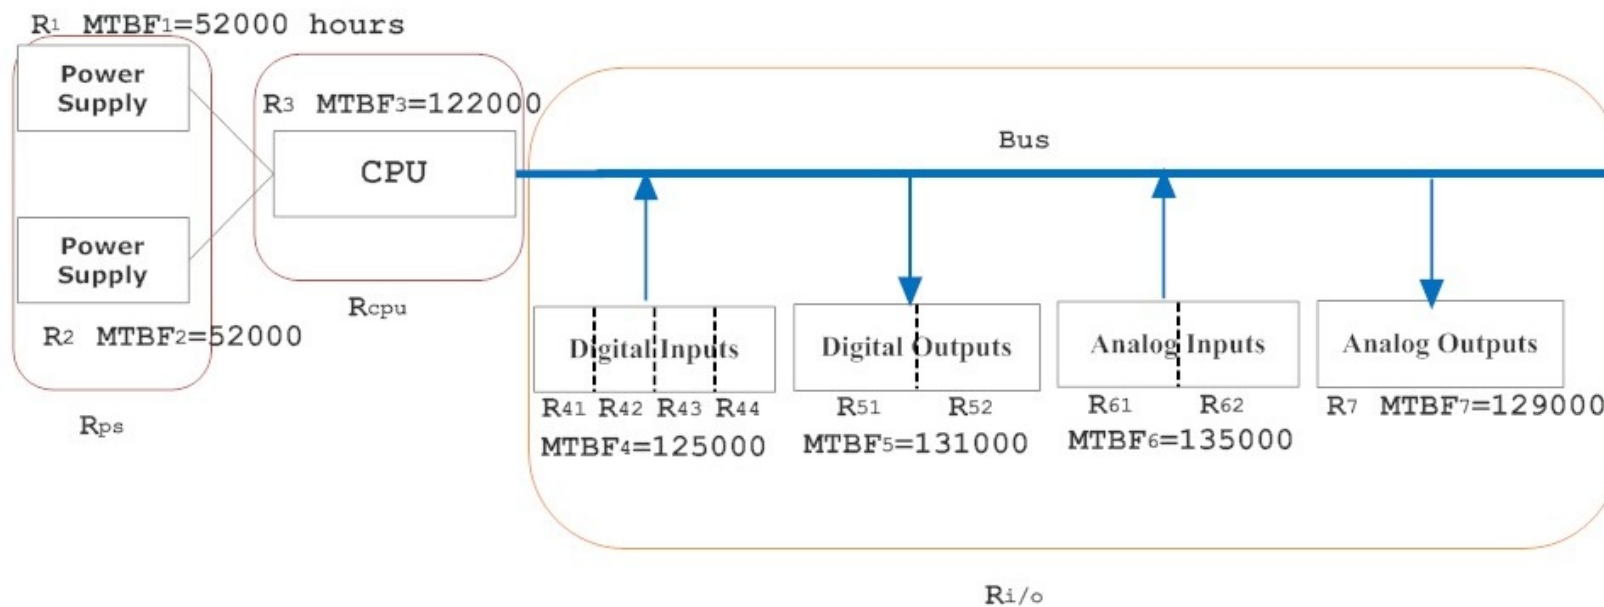 R1 MTBF1=52000 hours
Power
Supply
R3 MTBF3=122000
CPU
Bus
Power
Supply
R2 MTBF2=52000
Rcpu
Rps
Digital Inputs
Digital Outputs
Analog Inputs
Analog Outputs
R41 R42 R43 R44
R51 R52
R61 R62
R7 MTBF7=129000
MTBF4=125000
MTBF5=131000
MTBF6=135000
Ri/o